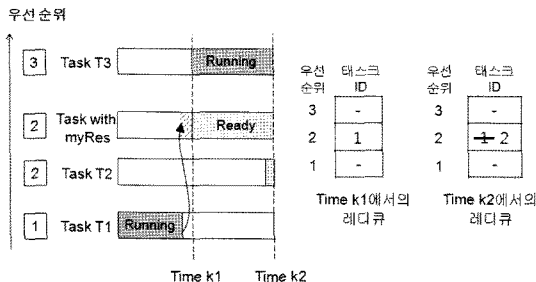 우선 순위
3 Task T3 Running
2 Task with myRes Ready
2 Task T2
1 Task T1 Running
Time k1 Time k2
우선 순위 태스크 ID
3 -
2 1
1 -
Time k1에서의
레디큐
우선 순위 태스크 ID
3 -
2 1 2
1 -
Time k2에서의
레디큐